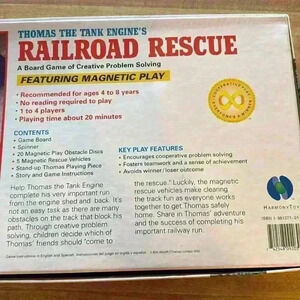 THOMAS THE TANK ENGINE'S
RAILROAD RESCUE
A Board Game of Creative Problem Solving
FEATURING MAGNETIC PLAY
• Recommended for ages 4 to 8 years
• No reading required to play
• 1 to 4 players
• Playing time about 20 minutes
CONTENTS
• Game Board
• Spinner
• 20 Magnetic Play Obstacle Discs
• 5 Magnetic Rescue Vehicles
• Stand-up Thomas Playing Piece
• Story and Game Instructions
KEY PLAY FEATURES
• Encourages cooperative problem solving
• Fosters teamwork and a sense of achievement
• Avoids winner/loser outcome
Help Thomas the Tank Engine
complete his very important run
from the engine shed and back. It's
not an easy task as there are many
obstacles on the track that block his
path. Through creative problem
solving, children decide which of
Thomas' friends should "come to
the rescue." Luckily, the magnetic
rescue vehicles make clearing
the track fun as everyone works
together to get Thomas safely
home. Share in Thomas' adventure
and the success of completing his
important railway run.
HARMONYTOY
Game instructions in English and Spanish.